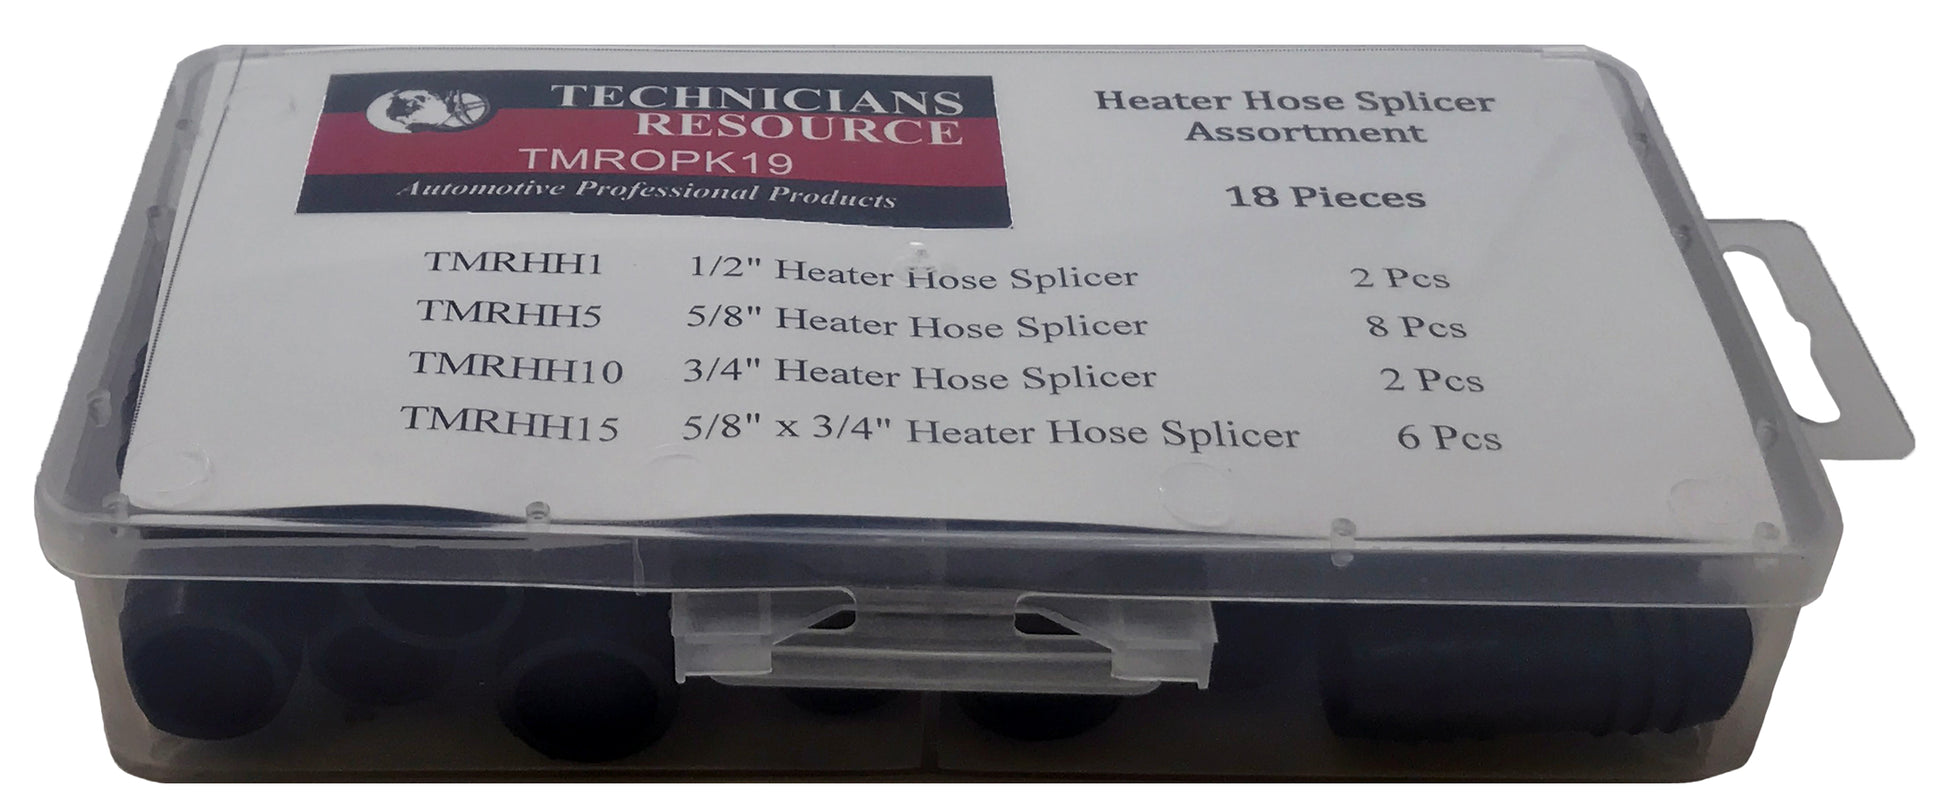 TECHNICIANS
RESOURCE
TMROPK19
Automotive Professional Products
Heater Hose Splicer
Assortment
18 Pieces
TMRHH1 1/2" Heater Hose Splicer 2 Pcs
TMRHH5 5/8" Heater Hose Splicer 8 Pcs
TMRHH10 3/4" Heater Hose Splicer 2 Pcs
TMRHH15 5/8" x 3/4" Heater Hose Splicer 6 Pcs